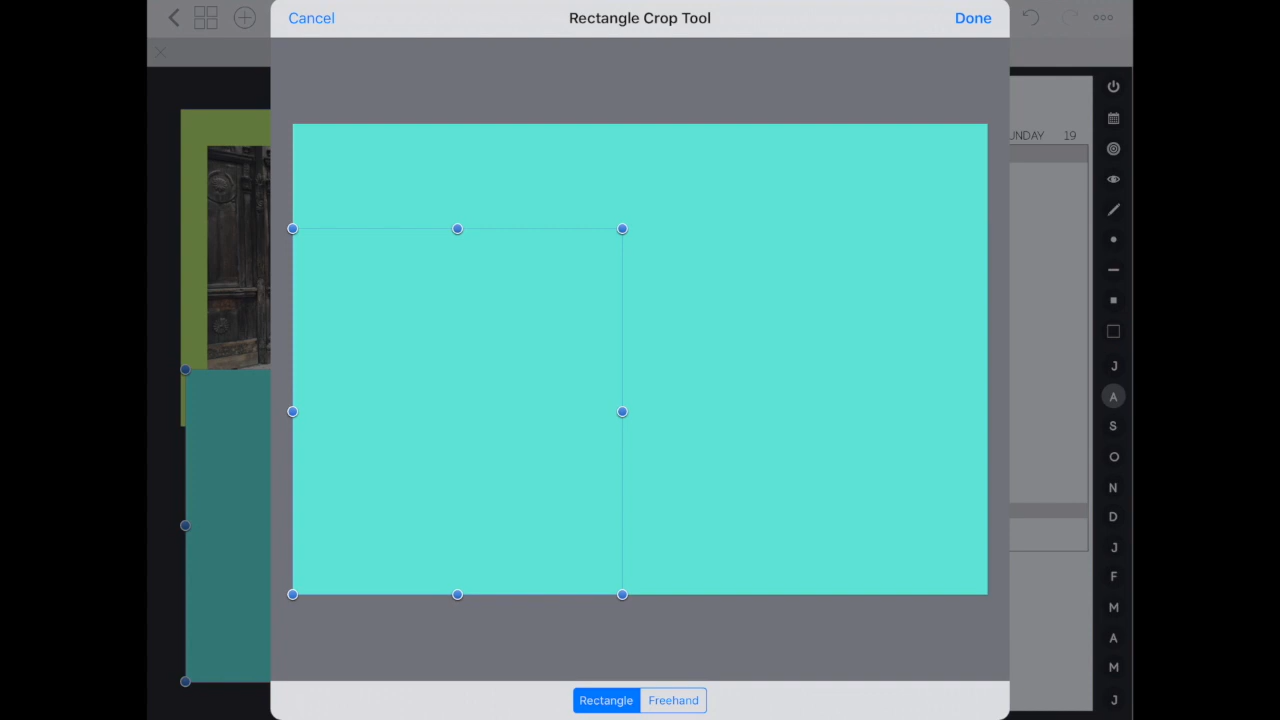 Cancel
Rectangle Crop Tool
Done
UNDAY 19
J
A
S
O
N
D
J
F
M
A
M
J
Rectangle
Freehand